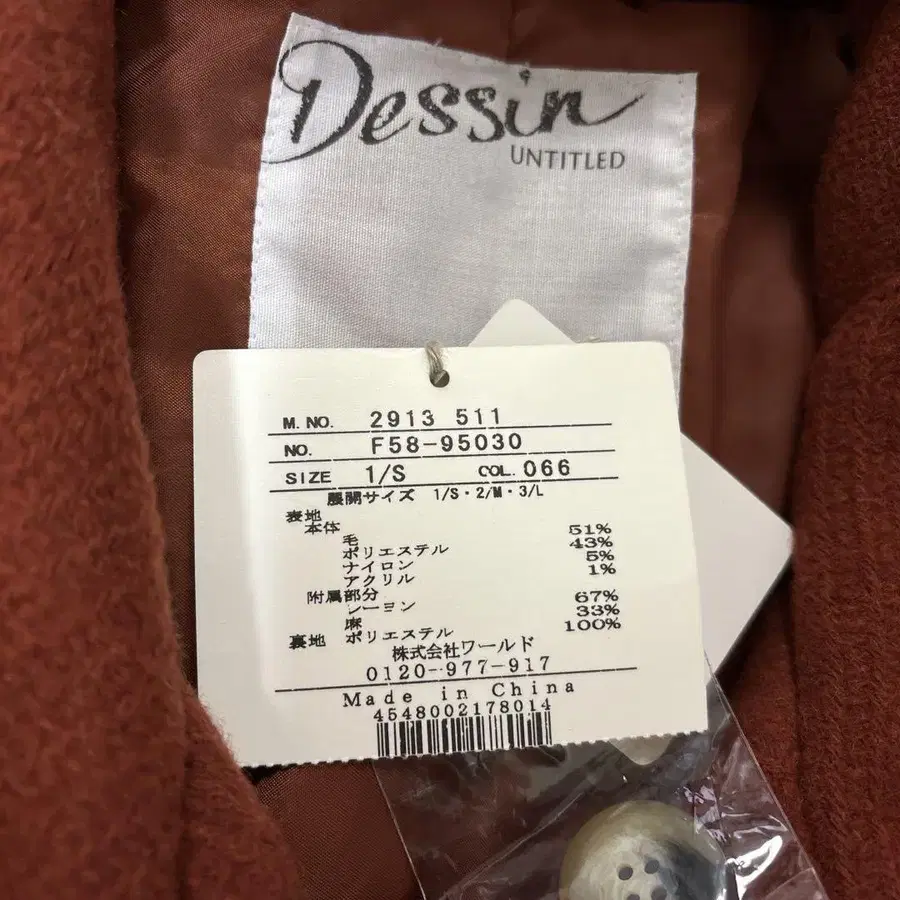 Dessin
UNTITLED
M. NO. 2913 511
NO. F58-95030
SIZE 1/S COL. 066
展開サイズ 1/S・2/M・3/L
表地
本体
毛 51%
ポリエステル 43%
ナイロン 5%
アクリル 1%
附属部分
レーヨン 67%
麻 33%
裏地 ポリエステル 100%
株式会社ワールド
0120-977-917
Made in China
4548002178014